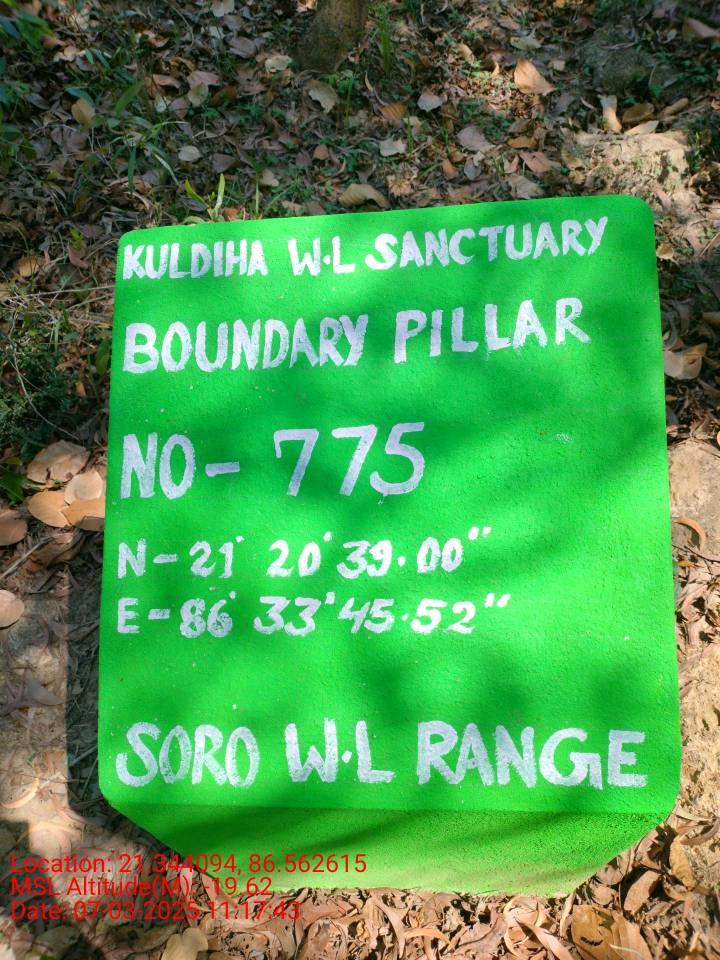 KULDIHA W.L SANCTUARY
BOUNDARY PILLAR
NO- 775
N-21° 20' 39.00"
E-86° 33' 45.52"
SORO W.L RANGE
Location: 21.344094, 86.562615
MSL Altitude(M): -19.62
Date: 07-03-2025 11:17:43